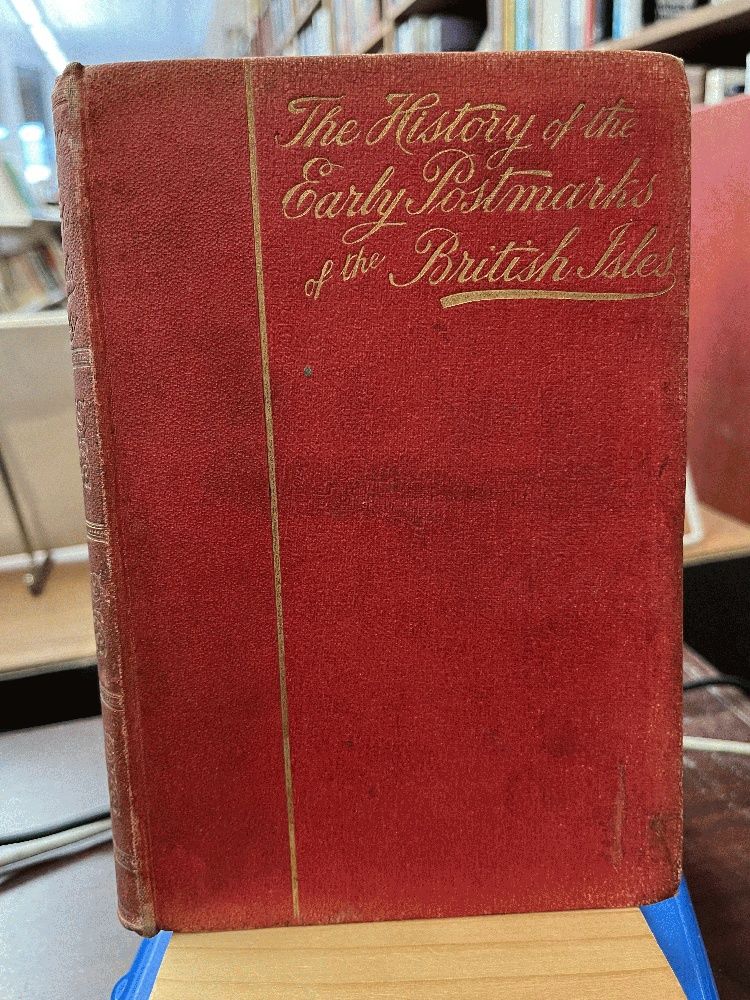 The History of the
Early Postmarks
of the British Isles